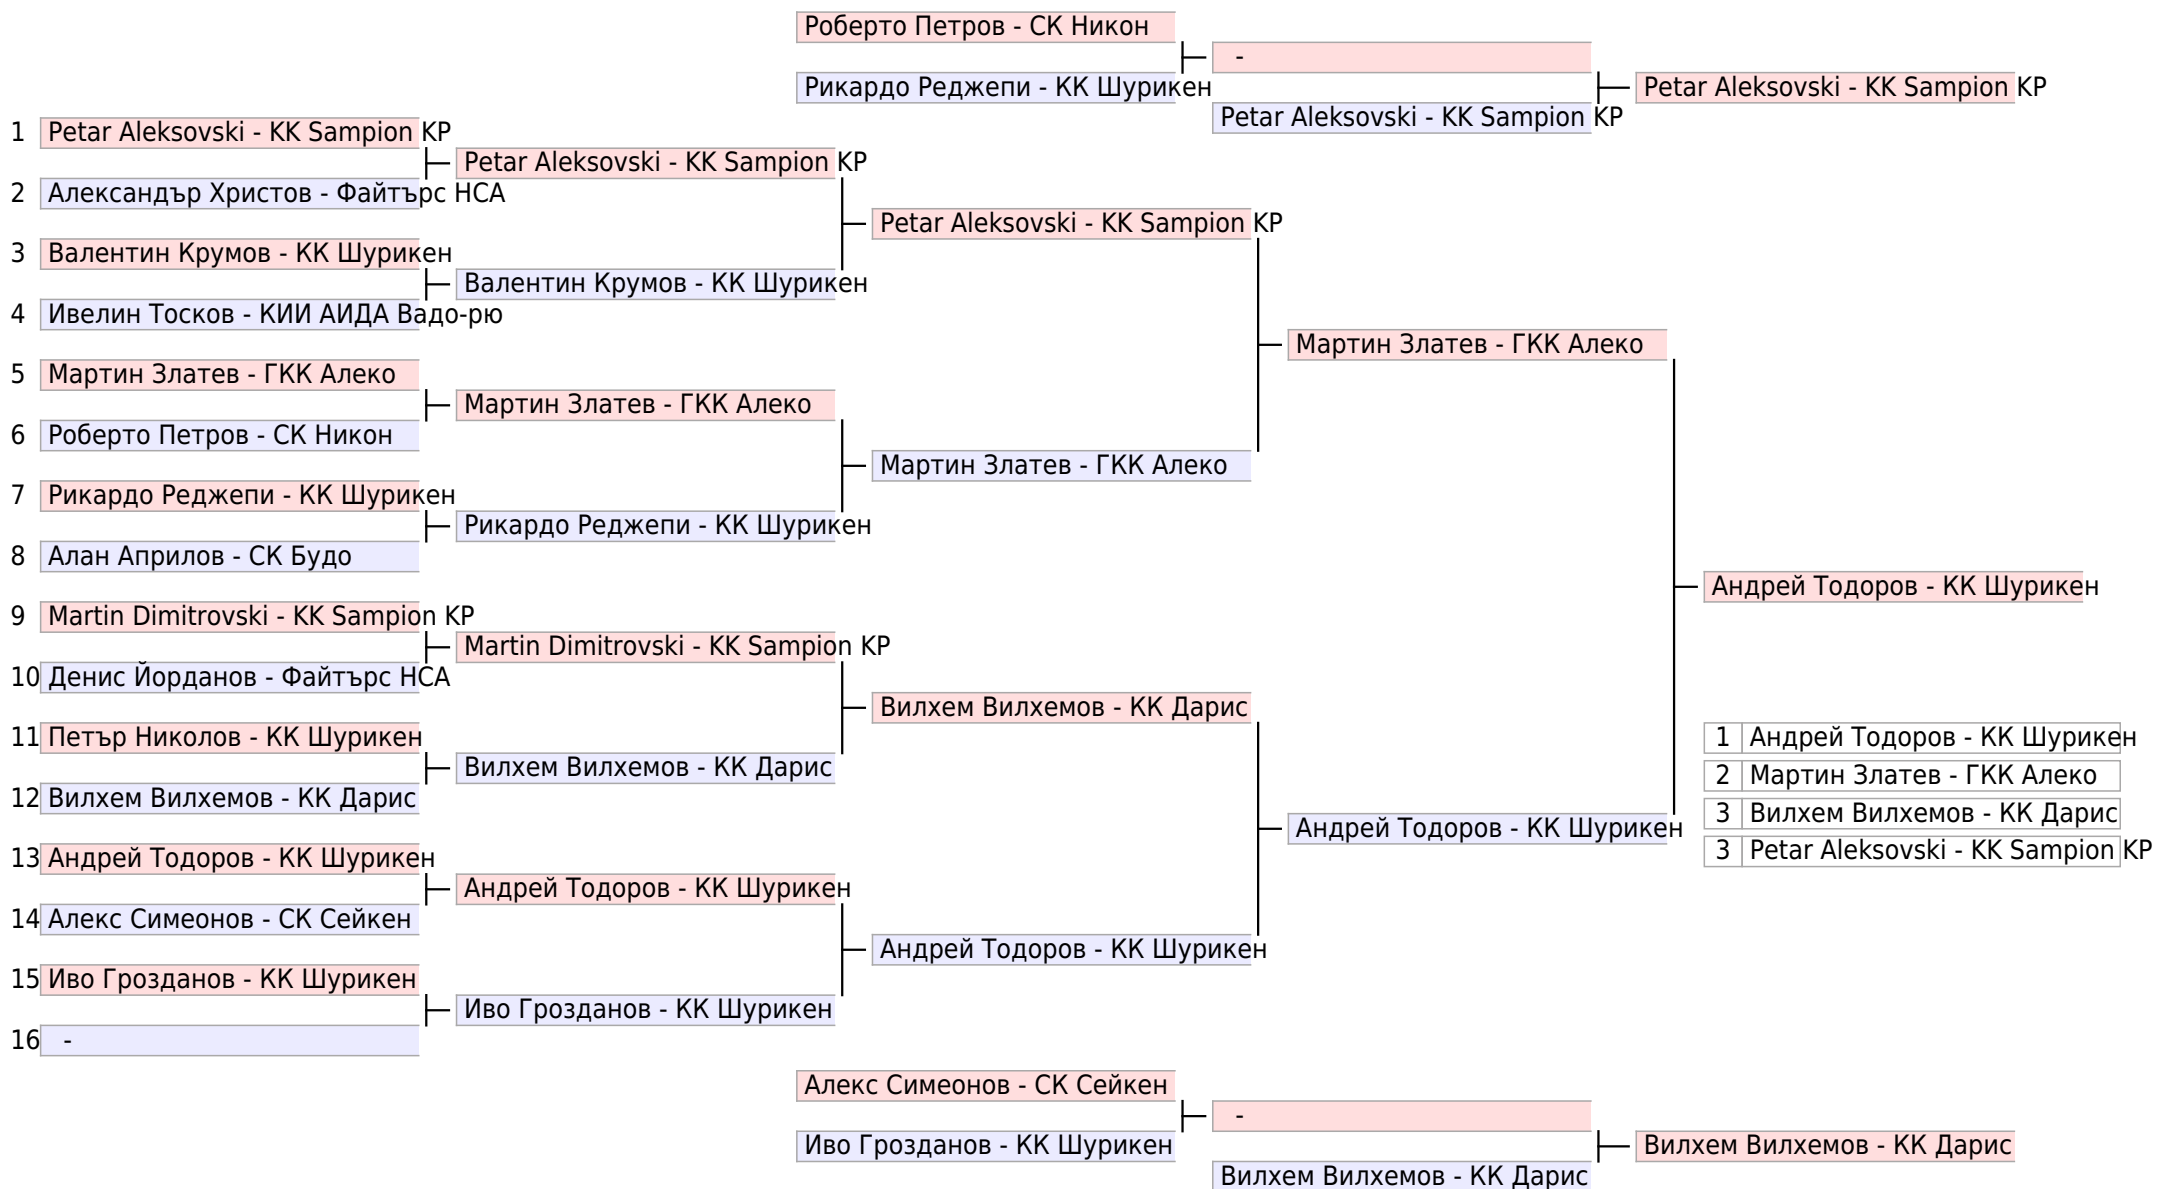 Роберто Петров - СК Никон
-
Рикардо Реджепи - КК Шурикен
Petar Aleksovski - KK Sampion KP
Petar Aleksovski - KK Sampion KP
1 Petar Aleksovski - KK Sampion KP
Petar Aleksovski - KK Sampion KP
2 Александър Христов - Файтърс НСА
Petar Aleksovski - KK Sampion KP
3 Валентин Крумов - КК Шурикен
Валентин Крумов - КК Шурикен
4 Ивелин Тосков - КИИ АИДА Вадо-рю
Мартин Златев - ГКК Алеко
5 Мартин Златев - ГКК Алеко
Мартин Златев - ГКК Алеко
6 Роберто Петров - СК Никон
Мартин Златев - ГКК Алеко
7 Рикардо Реджепи - КК Шурикен
Рикардо Реджепи - КК Шурикен
8 Алан Априлов - СК Будо
Андрей Тодоров - КК Шурикен
9 Martin Dimitrovski - KK Sampion KP
Martin Dimitrovski - KK Sampion KP
10 Денис Йорданов - Файтърс НСА
Вилхем Вилхемов - КК Дарис
11 Петър Николов - КК Шурикен
1 Андрей Тодоров - КК Шурикен
Вилхем Вилхемов - КК Дарис
2 Мартин Златев - ГКК Алеко
12 Вилхем Вилхемов - КК Дарис
3 Вилхем Вилхемов - КК Дарис
Андрей Тодоров - КК Шурикен
3 Petar Aleksovski - KK Sampion KP
13 Андрей Тодоров - КК Шурикен
Андрей Тодоров - КК Шурикен
14 Алекс Симеонов - СК Сейкен
Андрей Тодоров - КК Шурикен
15 Иво Грозданов - КК Шурикен
Иво Грозданов - КК Шурикен
16 -
Алекс Симеонов - СК Сейкен
-
Иво Грозданов - КК Шурикен
Вилхем Вилхемов - КК Дарис
Вилхем Вилхемов - КК Дарис